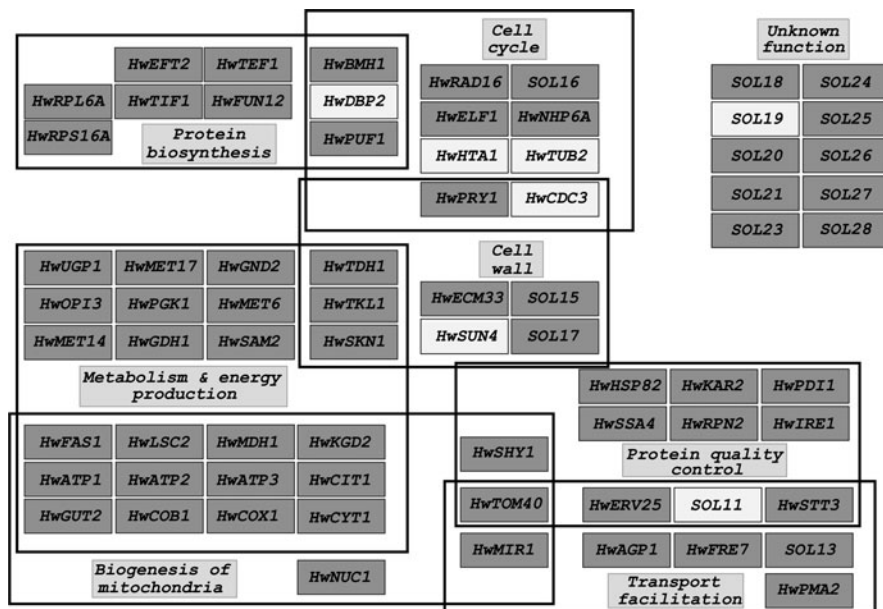 Cell
cycle
Unknown
function
HwEFT2 HwTEF1 HwBMH1
HwRAD16 SOL16
SOL18 SOL24
HwRPL6A HwTIF1 HwFUN12 HwDBP2
HwELF1 HwNHP6A
SOL19 SOL25
HwRPS16A
Protein
biosynthesis
HwPUF1
HwHTA1 HwTUB2
SOL20 SOL26
HwPRY1 HwCDC3
SOL21 SOL27
SOL23 SOL28
Cell
wall
HwUGP1 HwMET17 HwGND2 HwTDH1
HwOPI3 HwPGK1 HwMET6 HwTKL1
HwECM33 SOL15
HwMET14 HwGDH1 HwSAM2 HwSKN1
HwSUN4 SOL17
Metabolism & energy
production
HwHSP82 HwKAR2 HwPDI1
HwSSA4 HwRPN2 HwIRE1
HwFAS1 HwLSC2 HwMDH1 HwKGD2
HwSHY1
Protein quality
control
HwATP1 HwATP2 HwATP3 HwCIT1
HwTOM40
HwERV25 SOL11 HwSTT3
HwGUT2 HwCOB1 HwCOX1 HwCYT1
HwMIR1
HwAGP1 HwFRE7 SOL13
Biogenesis of
mitochondria
HwNUC1
Transport
facilitation
HwPMA2